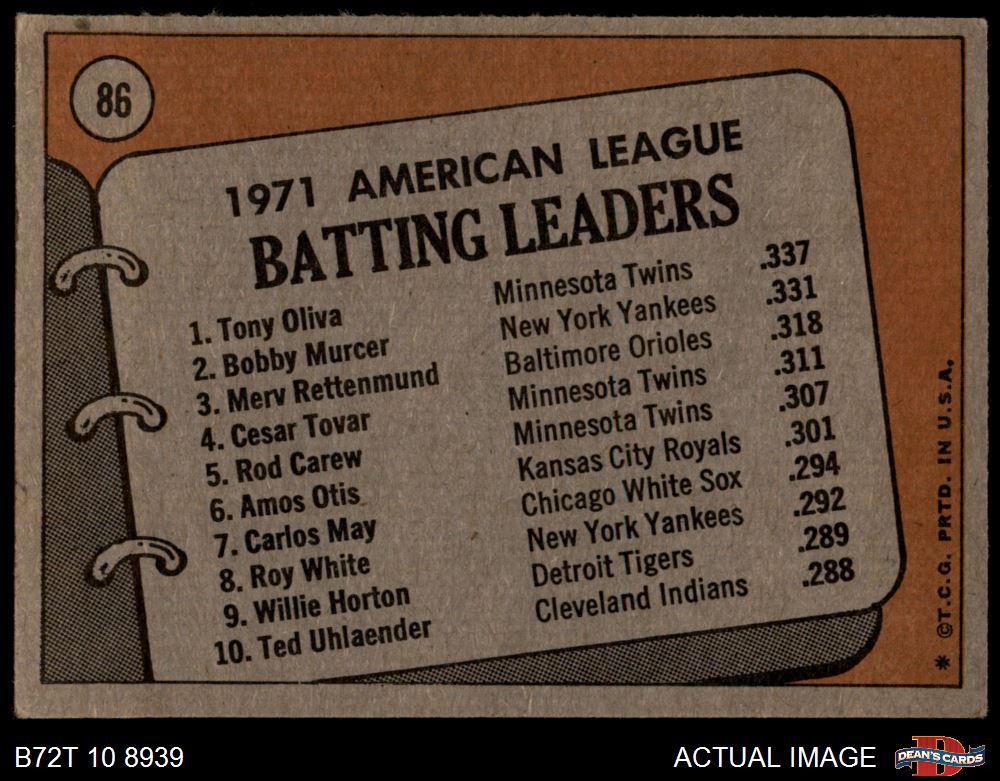 86
1971 AMERICAN LEAGUE
BATTING LEADERS
1. Tony Oliva Minnesota Twins .337
2. Bobby Murcer New York Yankees .331
3. Merv Rettenmund Baltimore Orioles .318
4. Cesar Tovar Minnesota Twins .311
5. Rod Carew Minnesota Twins .307
6. Amos Otis Kansas City Royals .301
7. Carlos May Chicago White Sox .294
8. Roy White New York Yankees .292
9. Willie Horton Detroit Tigers .289
10. Ted Uhlaender Cleveland Indians .288
* ©T.C.G. PRTD. IN U.S.A.
B72T 10 8939
ACTUAL IMAGE
D
DEAN'S CARDS